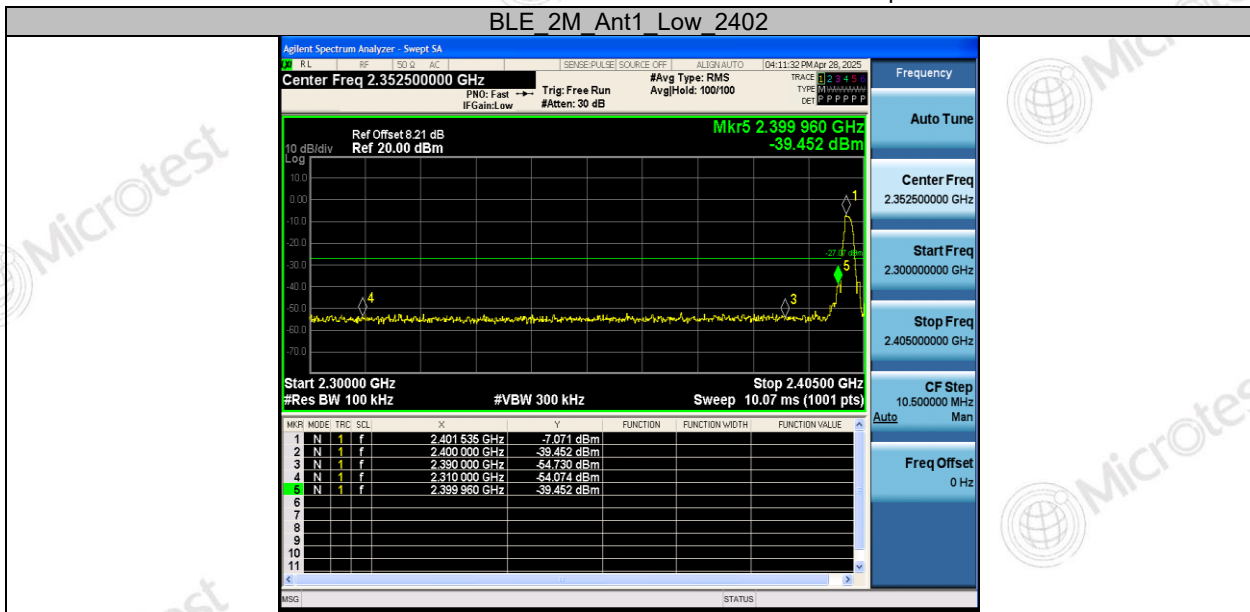 BLE_2M_Ant1_Low_2402
Agilent Spectrum Analyzer - Swept SA
RL RF 50 Ω AC SENSE:PULSE SOURCE OFF ALIGN AUTO 04:11:32 PM Apr 28, 2025
Center Freq 2.352500000 GHz #Avg Type: RMS TRACE 1 2 3 4 5 6
PNO: Fast Trig: Free Run Avg|Hold: 100/100 TYPE M
IFGain:Low #Atten: 30 dB DET P P P P P P
Frequency
Auto Tune
Center Freq
2.352500000 GHz
Start Freq
2.300000000 GHz
Stop Freq
2.405000000 GHz
CF Step
10.500000 MHz
Auto Man
Freq Offset
0 Hz
Mkr5 2.399 960 GHz
-39.452 dBm
Ref Offset 8.21 dB
10 dB/div Ref 20.00 dBm
Log
10.0
0.00
-10.0
-20.0
-30.0
-40.0
-50.0
-60.0
-70.0
1
-27.07 dBm
5
4
3
Start 2.30000 GHz Stop 2.40500 GHz
#Res BW 100 kHz #VBW 300 kHz Sweep 10.07 ms (1001 pts)
MKR MODE TRC SCL X Y FUNCTION FUNCTION WIDTH FUNCTION VALUE
1 N 1 f 2.401 535 GHz -7.071 dBm
2 N 1 f 2.400 000 GHz -39.452 dBm
3 N 1 f 2.390 000 GHz -54.730 dBm
4 N 1 f 2.310 000 GHz -54.074 dBm
5 N 1 f 2.399 960 GHz -39.452 dBm
6
7
8
9
10
11
MSG STATUS
Microtest